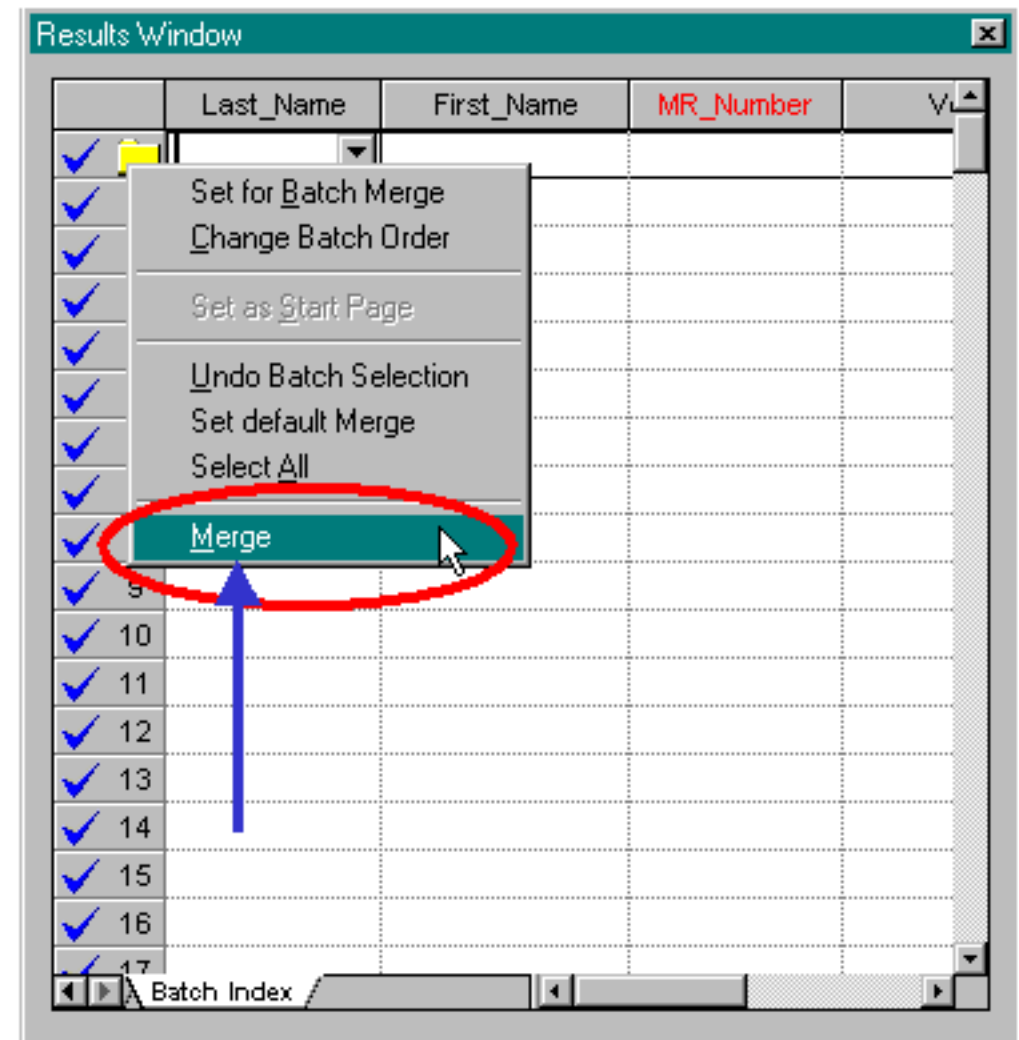 Results Window
Last_Name First_Name MR_Number
Set for Batch Merge
Change Batch Order
Set as Start Page
Undo Batch Selection
Set default Merge
Select All
Merge
9
10
11
12
13
14
15
16
17
Batch Index